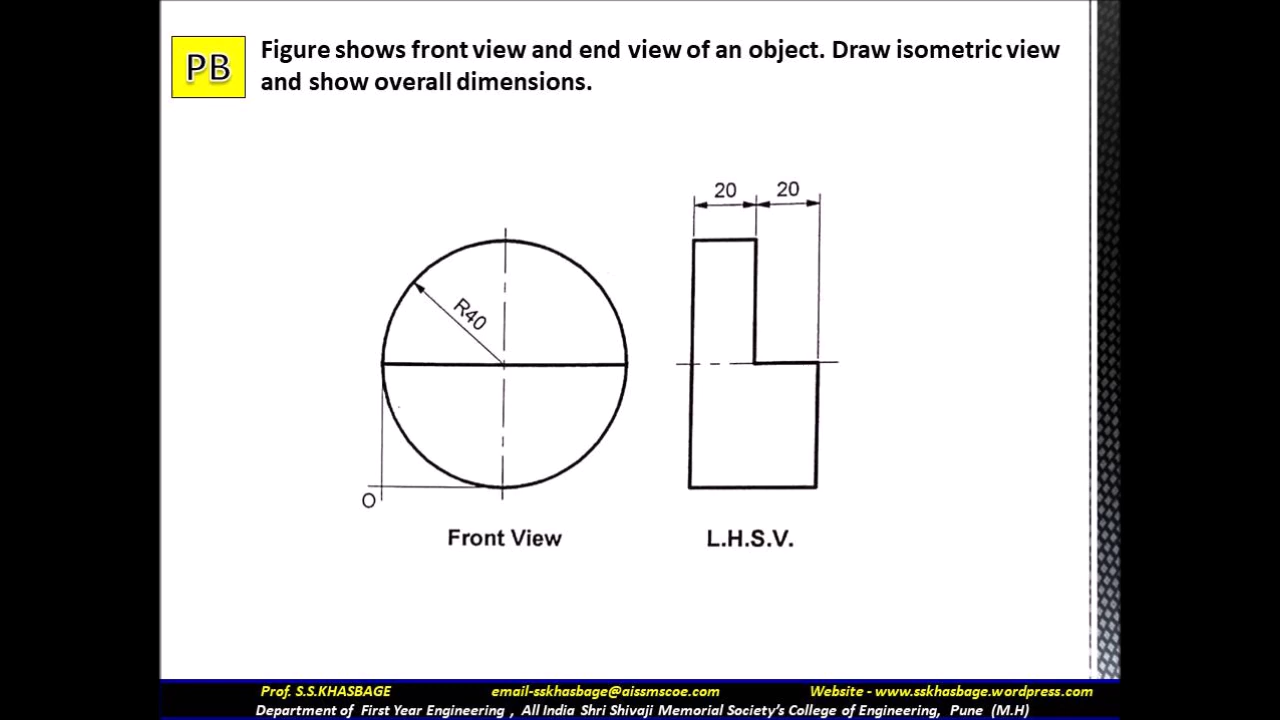 PB
Figure shows front view and end view of an object. Draw isometric view
and show overall dimensions.
20 20
R40
O
Front View L.H.S.V.
Prof. S.S.KHASBAGE email-sskhasbage@aissmscoe.com Website - www.sskhasbage.wordpress.com
Department of First Year Engineering , All India Shri Shivaji Memorial Society's College of Engineering, Pune (M.H)